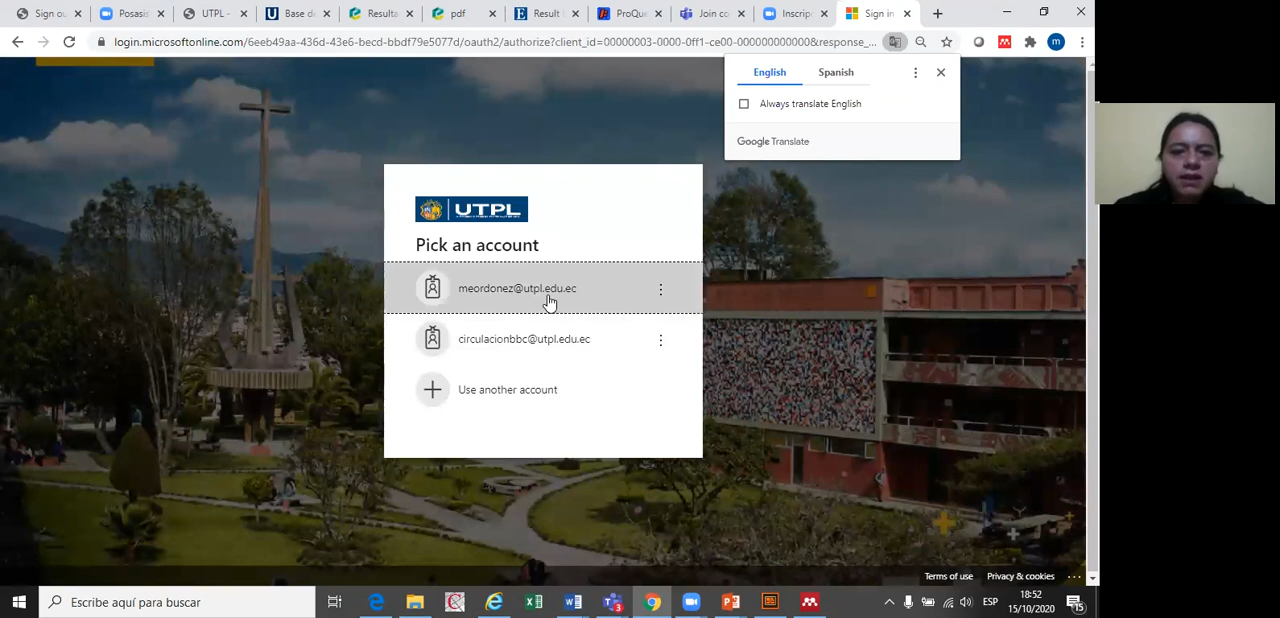 Sign ou
Posasis
UTPL -
Base de
Resulta
pdf
Result L
ProQue
Join co
Inscripc
Sign in
login.microsoftonline.com/6eeb49aa-436d-43e6-becd-bbdf79e5077d/oauth2/authorize?client_id=00000003-0000-0ff1-ce00-000000000000&response_...
m
English
Spanish
Always translate English
Google Translate
UTPL
Pick an account
meordonez@utpl.edu.ec
circulacionbbc@utpl.edu.ec
Use another account
Terms of use
Privacy & cookies
...
Escribe aquí para buscar
3
ESP
18:52
15/10/2020
15